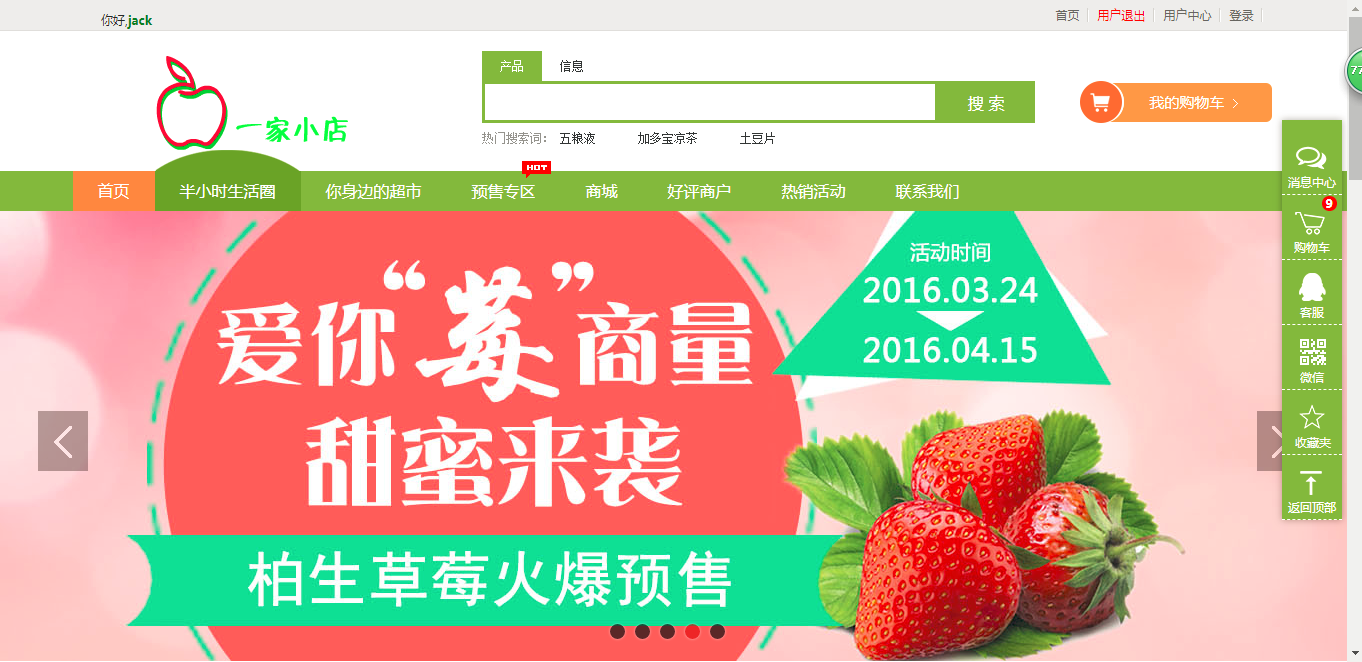 你好,jack
首页 用户退出 用户中心 登录
一家小店
产品 信息
搜 索
热门搜索词： 五粮液 加多宝凉茶 土豆片
我的购物车
77
HOT
首页 半小时生活圈 你身边的超市 预售专区 商城 好评商户 热销活动 联系我们
爱你“莓”商量
甜蜜来袭
柏生草莓火爆预售
活动时间
2016.03.24
2016.04.15
消息中心
9
购物车
客服
微信
收藏夹
返回顶部